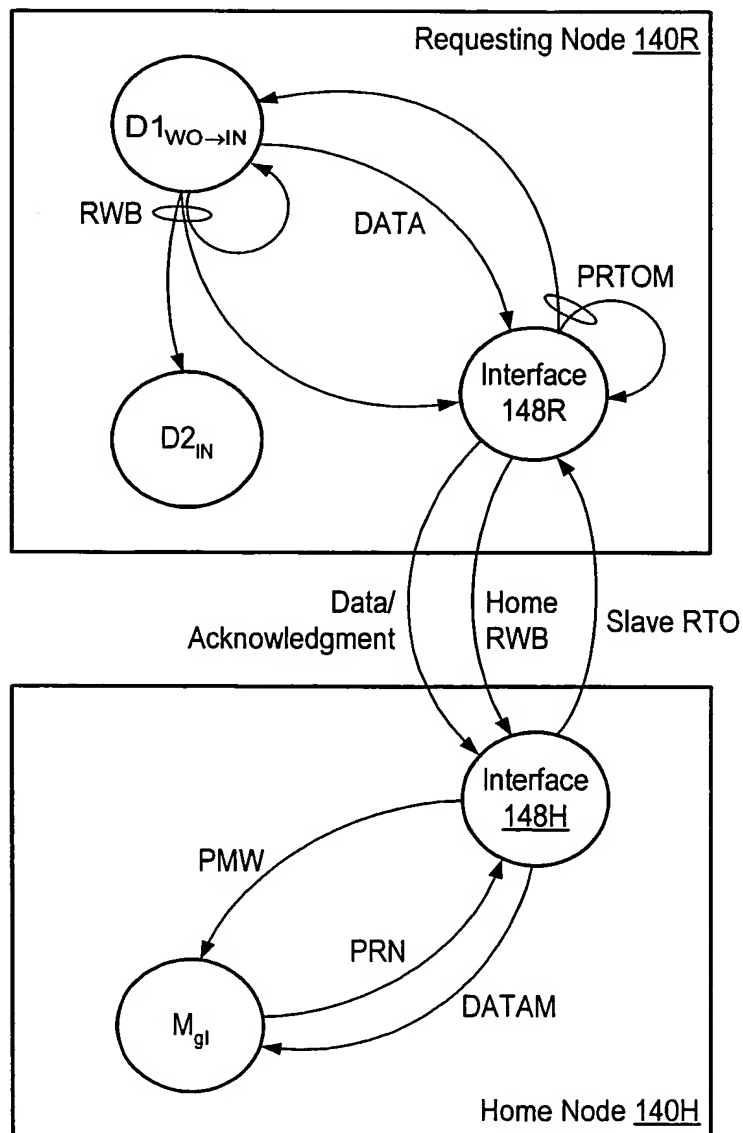 Requesting Node 140R
D1WO→IN
RWB
DATA
PRTOM
Interface
148R
D2IN
Data/
Acknowledgment
Home
RWB
Slave RTO
Interface
148H
PMW
PRN
DATAM
MgI
Home Node 140H